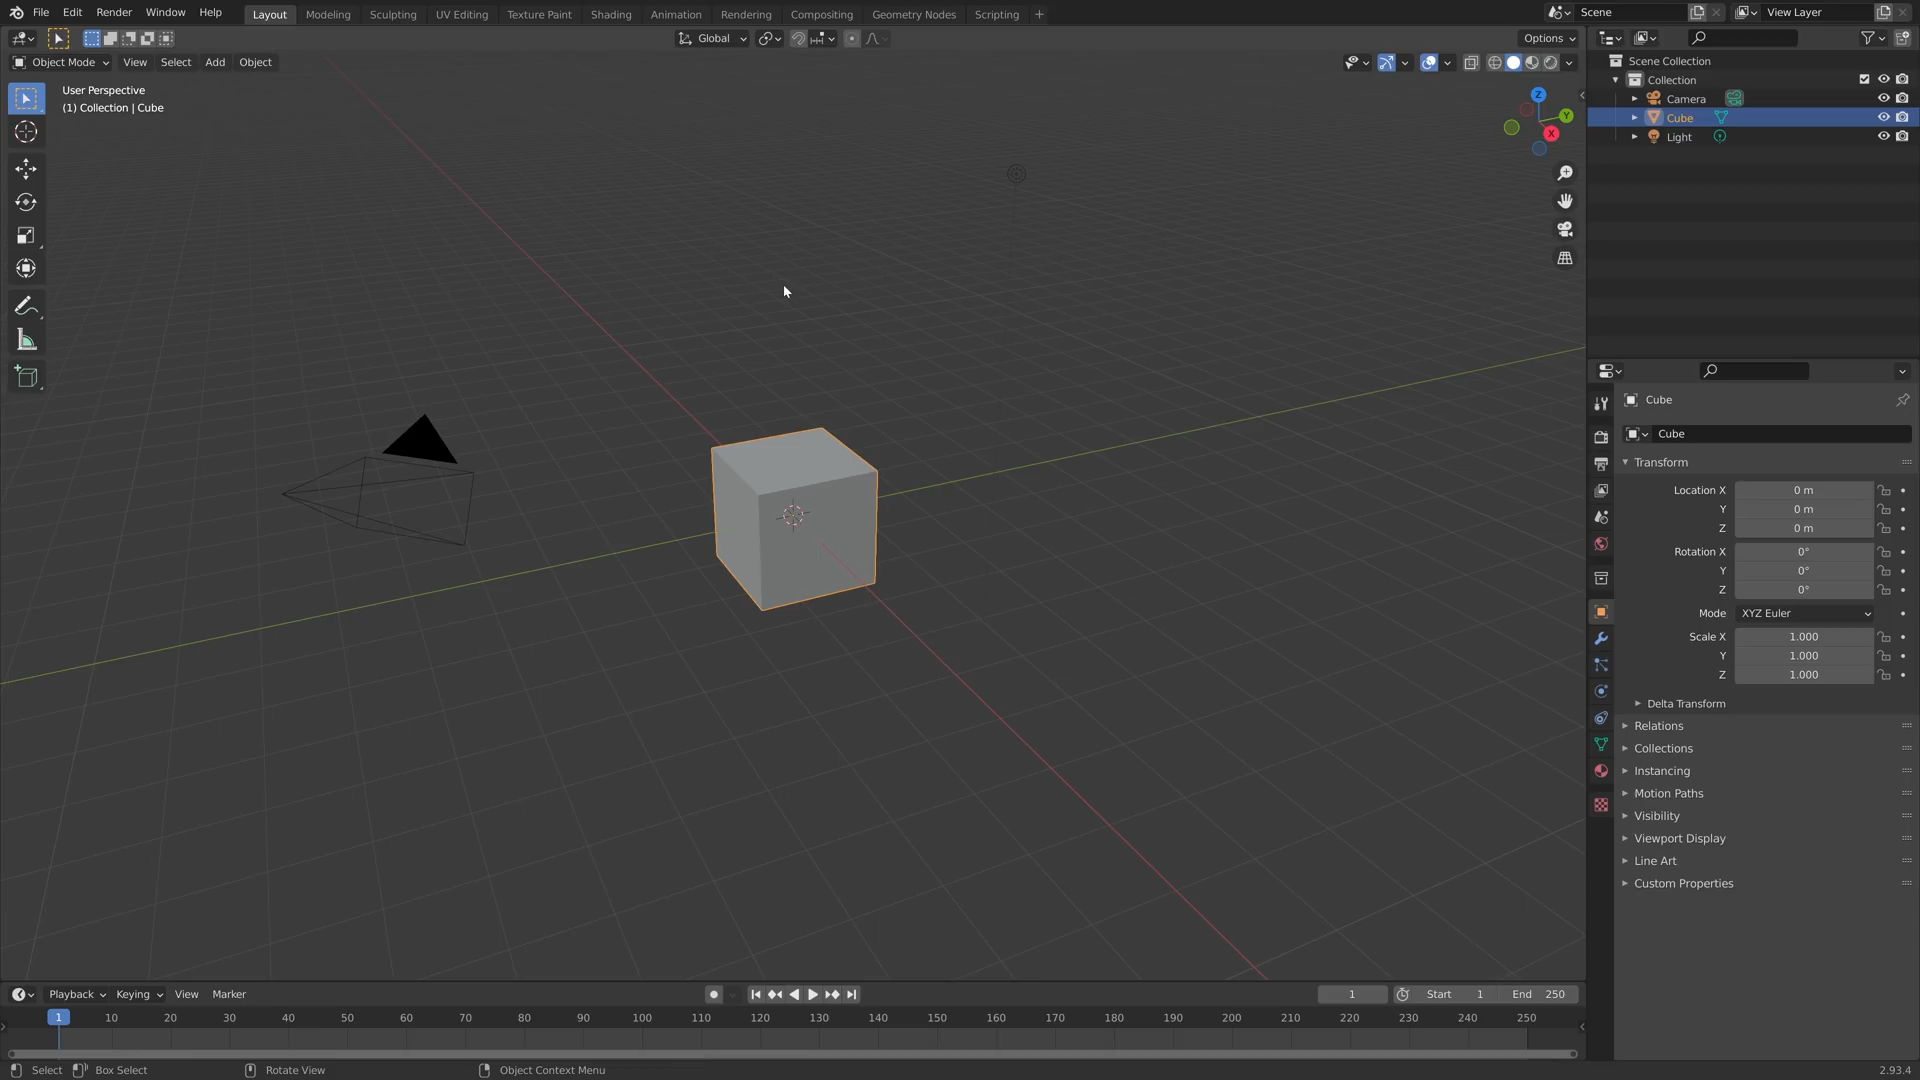 File Edit Render Window Help Layout Modeling Sculpting UV Editing Texture Paint Shading Animation Rendering Compositing Geometry Nodes Scripting + Scene View Layer
Global Options
Object Mode View Select Add Object
User Perspective
(1) Collection | Cube
Z
Y
X
Scene Collection
Collection
Camera
Cube
Light
Cube
Cube
Transform
Location X 0 m
Y 0 m
Z 0 m
Rotation X 0°
Y 0°
Z 0°
Mode XYZ Euler
Scale X 1.000
Y 1.000
Z 1.000
Delta Transform
Relations
Collections
Instancing
Motion Paths
Visibility
Viewport Display
Line Art
Custom Properties
Playback Keying View Marker 1 Start 1 End 250
1 10 20 30 40 50 60 70 80 90 100 110 120 130 140 150 160 170 180 190 200 210 220 230 240 250
Select Box Select Rotate View Object Context Menu 2.93.4